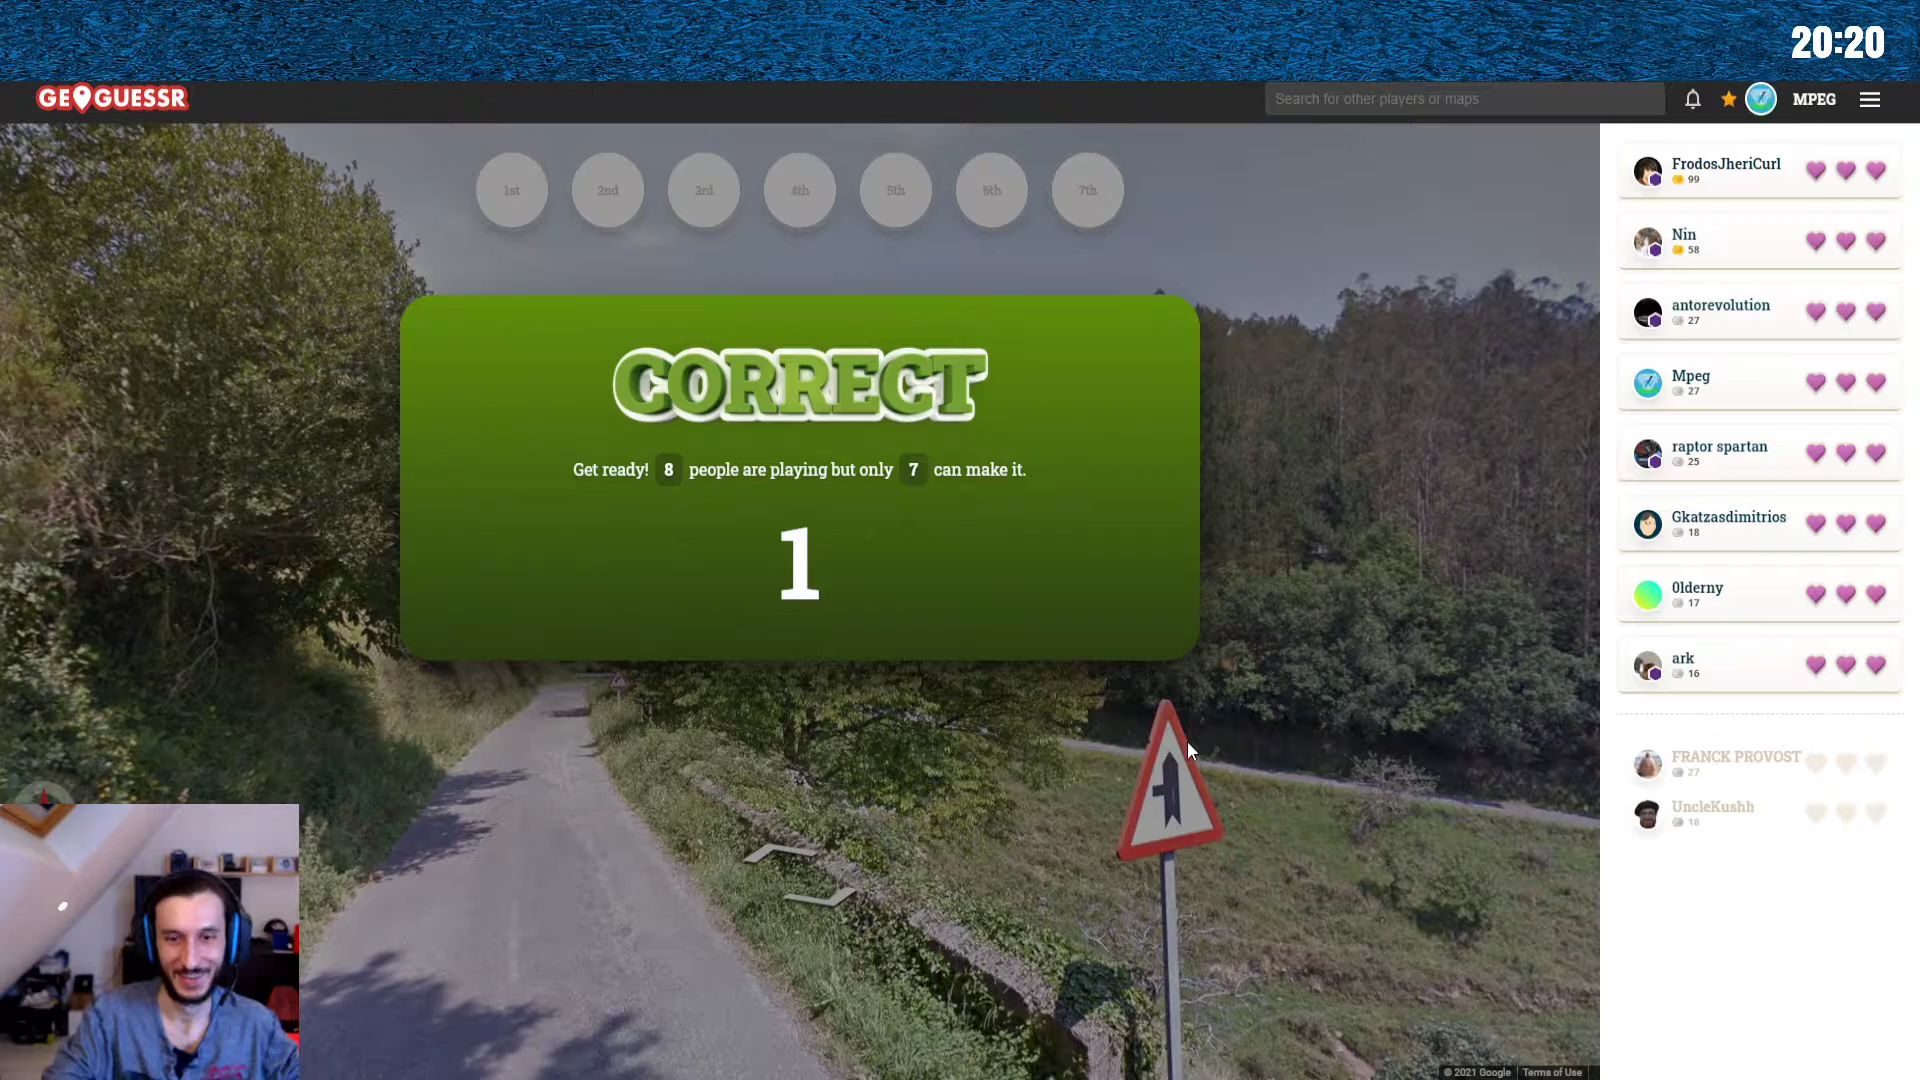 20:20
GEOGUESSR
Search for other players or maps
MPEG
1st 2nd 3rd 4th 5th 6th 7th
CORRECT
Get ready! 8 people are playing but only 7 can make it.
1
FrodosJheriCurl
99
Nin
58
antorevolution
27
Mpeg
27
raptor spartan
25
Gkatzasdimitrios
18
0lderny
17
ark
16
FRANCK PROVOST
27
UncleKushh
16
© 2021 Google Terms of Use